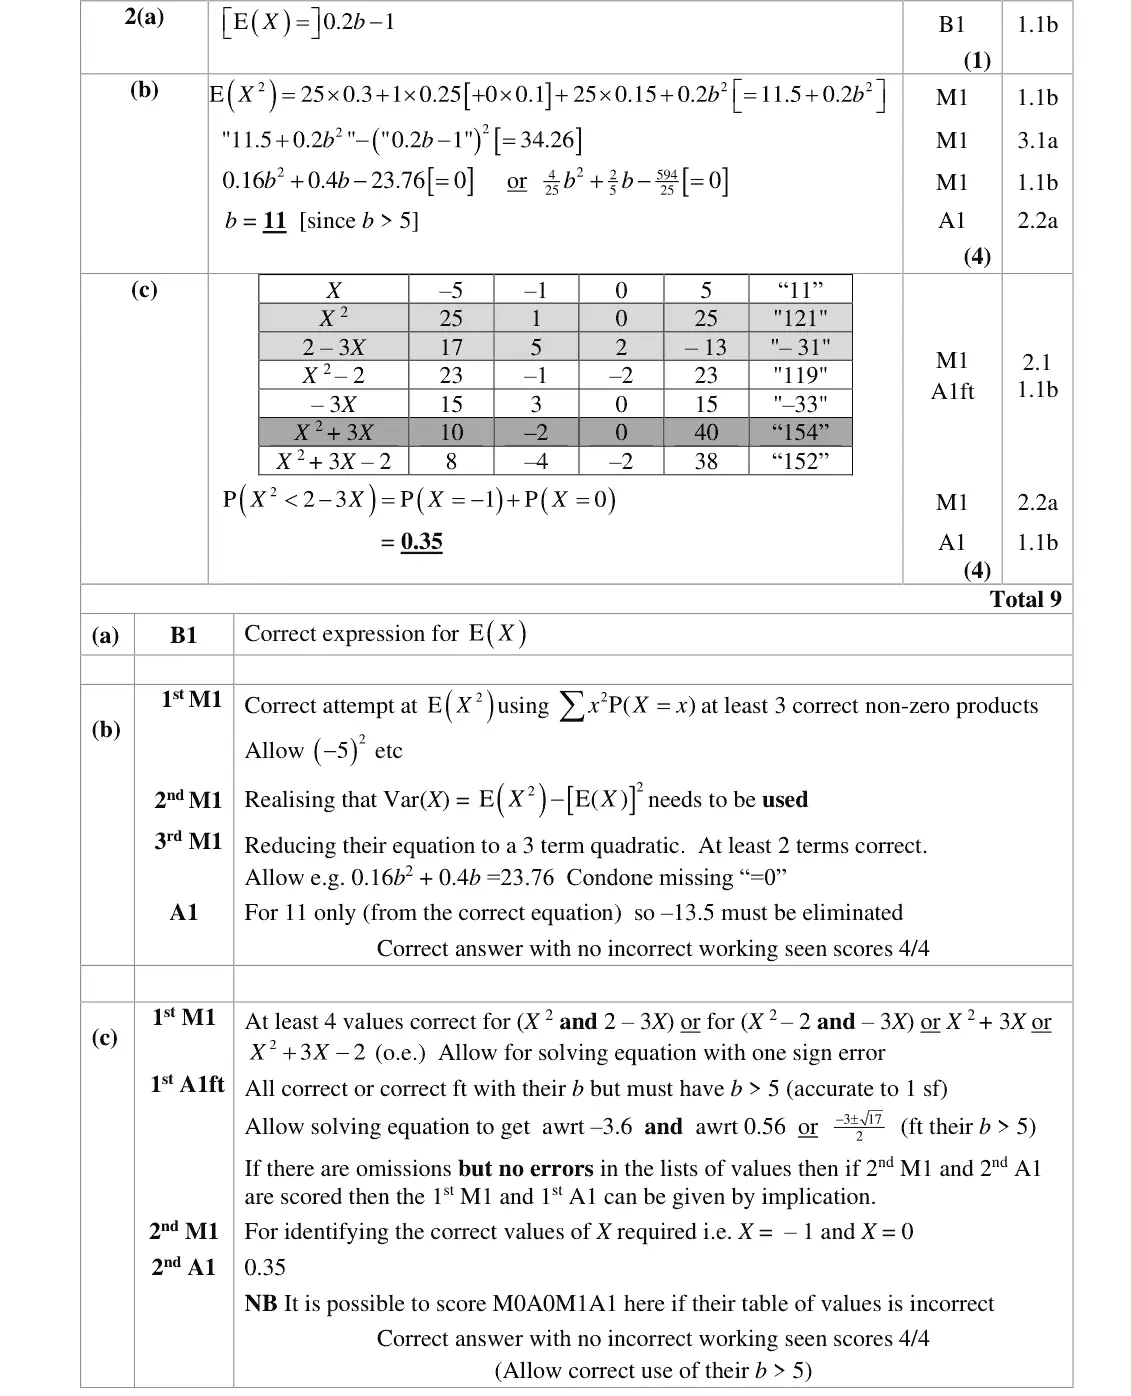 2(a) [E(X)=]0.2b−1 B1 1.1b
(1)
(b) E(X²)=25×0.3+1×0.25[+0×0.1]+25×0.15+0.2b²[=11.5+0.2b²] M1 1.1b
"11.5+0.2b²"−("0.2b−1")²[=34.26] M1 3.1a
0.16b²+0.4b−23.76[=0] or 4/25 b²+2/5 b−594/25[=0] M1 1.1b
b = 11 [since b > 5] A1 2.2a
(4)
(c) X –5 –1 0 5 “11”
X² 25 1 0 25 "121"
2 – 3X 17 5 2 – 13 "– 31"
X² – 2 23 –1 –2 23 "119" M1 2.1
– 3X 15 3 0 15 "–33" A1ft 1.1b
X² + 3X 10 –2 0 40 “154”
X² + 3X – 2 8 –4 –2 38 “152”
P(X² < 2−3X) = P(X = −1)+P(X = 0) M1 2.2a
= 0.35 A1 1.1b
(4)
Total 9
(a) B1 Correct expression for E(X)
(b) 1st M1 Correct attempt at E(X²) using ∑x²P(X = x) at least 3 correct non-zero products
Allow (−5)² etc
2nd M1 Realising that Var(X) = E(X²)−[E(X)]² needs to be used
3rd M1 Reducing their equation to a 3 term quadratic. At least 2 terms correct.
Allow e.g. 0.16b² + 0.4b =23.76 Condone missing “=0”
A1 For 11 only (from the correct equation) so –13.5 must be eliminated
Correct answer with no incorrect working seen scores 4/4
(c) 1st M1 At least 4 values correct for (X² and 2 – 3X) or for (X² – 2 and – 3X) or X² + 3X or
X² + 3X − 2 (o.e.) Allow for solving equation with one sign error
1st A1ft All correct or correct ft with their b but must have b > 5 (accurate to 1 sf)
Allow solving equation to get awrt –3.6 and awrt 0.56 or (−3±√17)/2 (ft their b > 5)
If there are omissions but no errors in the lists of values then if 2nd M1 and 2nd A1
are scored then the 1st M1 and 1st A1 can be given by implication.
2nd M1 For identifying the correct values of X required i.e. X = – 1 and X = 0
2nd A1 0.35
NB It is possible to score M0A0M1A1 here if their table of values is incorrect
Correct answer with no incorrect working seen scores 4/4
(Allow correct use of their b > 5)